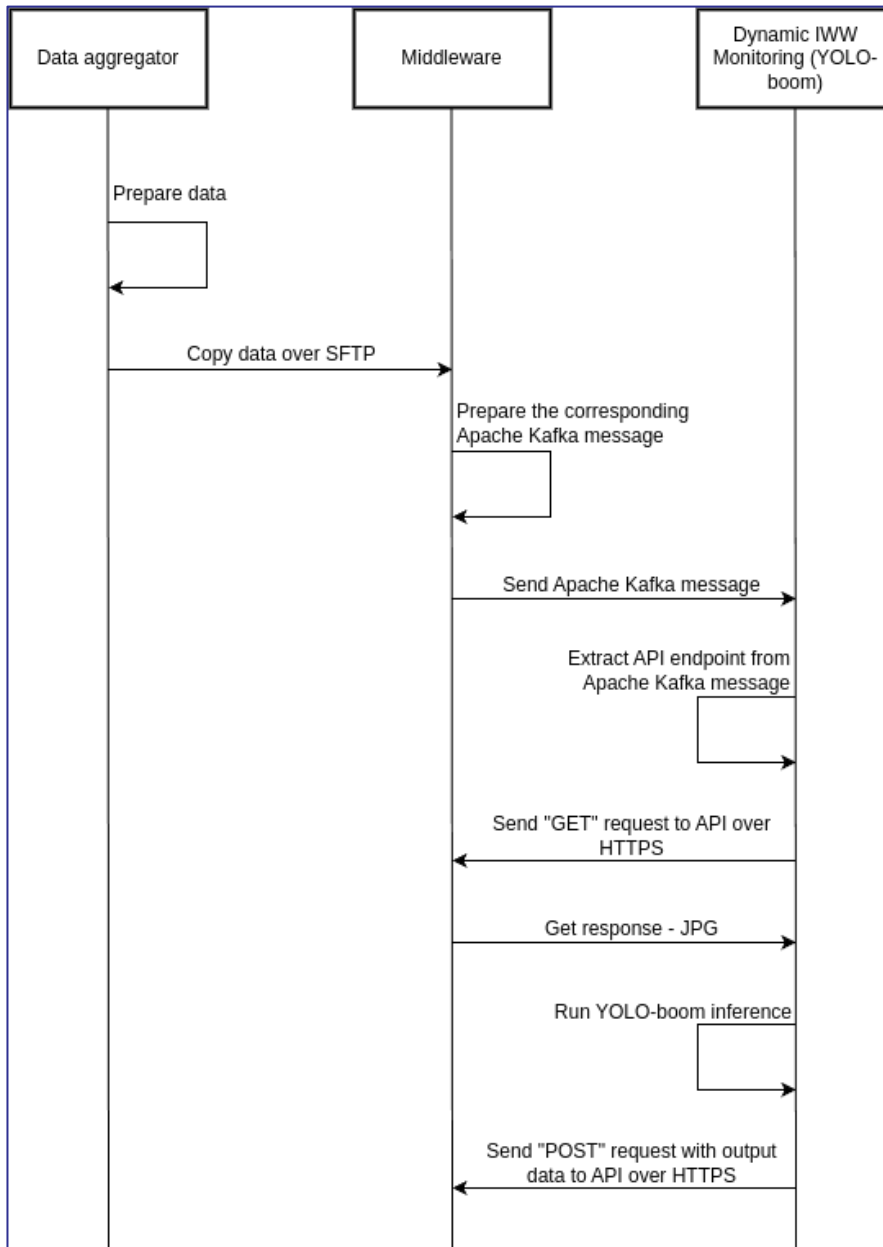 Data aggregator
Middleware
Dynamic IWW
Monitoring (YOLO-
boom)
Prepare data
Copy data over SFTP
Prepare the corresponding
Apache Kafka message
Send Apache Kafka message
Extract API endpoint from
Apache Kafka message
Send "GET" request to API over
HTTPS
Get response - JPG
Run YOLO-boom inference
Send "POST" request with output
data to API over HTTPS